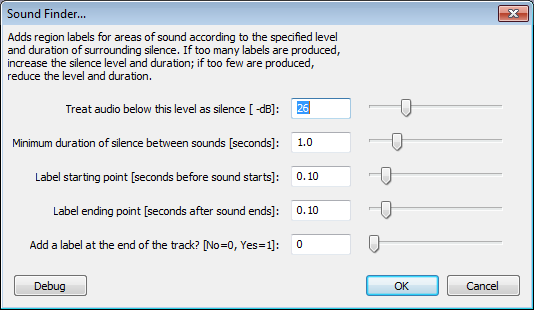 Sound Finder...
Adds region labels for areas of sound according to the specified level
and duration of surrounding silence. If too many labels are produced,
increase the silence level and duration; if too few are produced,
reduce the level and duration.
Treat audio below this level as silence [ -dB]: 26
Minimum duration of silence between sounds [seconds]: 1.0
Label starting point [seconds before sound starts]: 0.10
Label ending point [seconds after sound ends]: 0.10
Add a label at the end of the track? [No=0, Yes=1]: 0
Debug OK Cancel